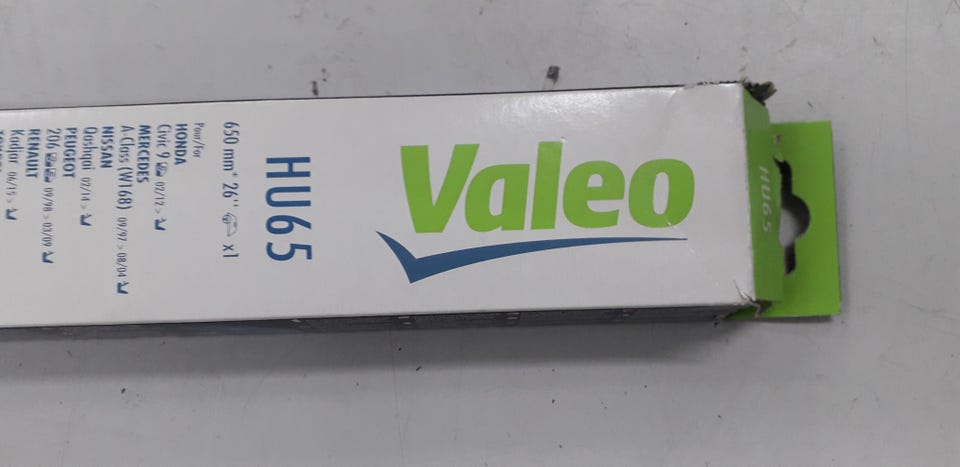 Valeo
HU65
HU65
650 mm* 26'' x1
Pour/For
HONDA
Civic 9 02/12 >
MERCEDES
A-Class (W168) 09/97 > 08/04
NISSAN
Qashqai 02/14 >
PEUGEOT
206 09/98 > 03/09
RENAULT
Kadjar 06/15 >